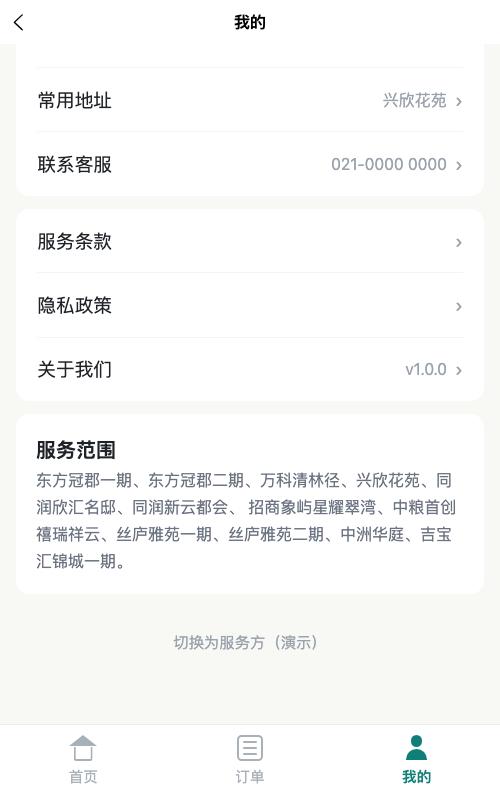 我的
常用地址 兴欣花苑 ›
联系客服 021-0000 0000 ›
服务条款 ›
隐私政策 ›
关于我们 v1.0.0 ›
服务范围
东方冠郡一期、东方冠郡二期、万科清林径、兴欣花苑、同
润欣汇名邸、同润新云都会、 招商象屿星耀翠湾、中粮首创
禧瑞祥云、丝庐雅苑一期、丝庐雅苑二期、中洲华庭、吉宝
汇锦城一期。
切换为服务方（演示）
首页 订单 我的